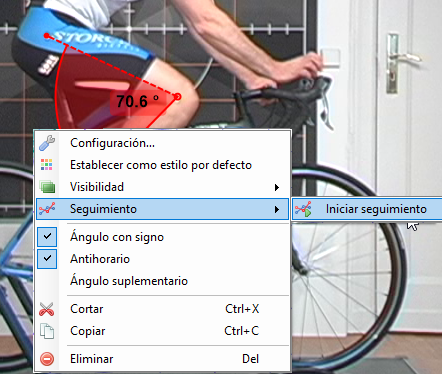 STORCK
70.6 °
Configuración...
Establecer como estilo por defecto
Visibilidad
Seguimiento
Iniciar seguimiento
Ángulo con signo
Antihorario
Ángulo suplementario
Cortar Ctrl+X
Copiar Ctrl+C
Eliminar Del